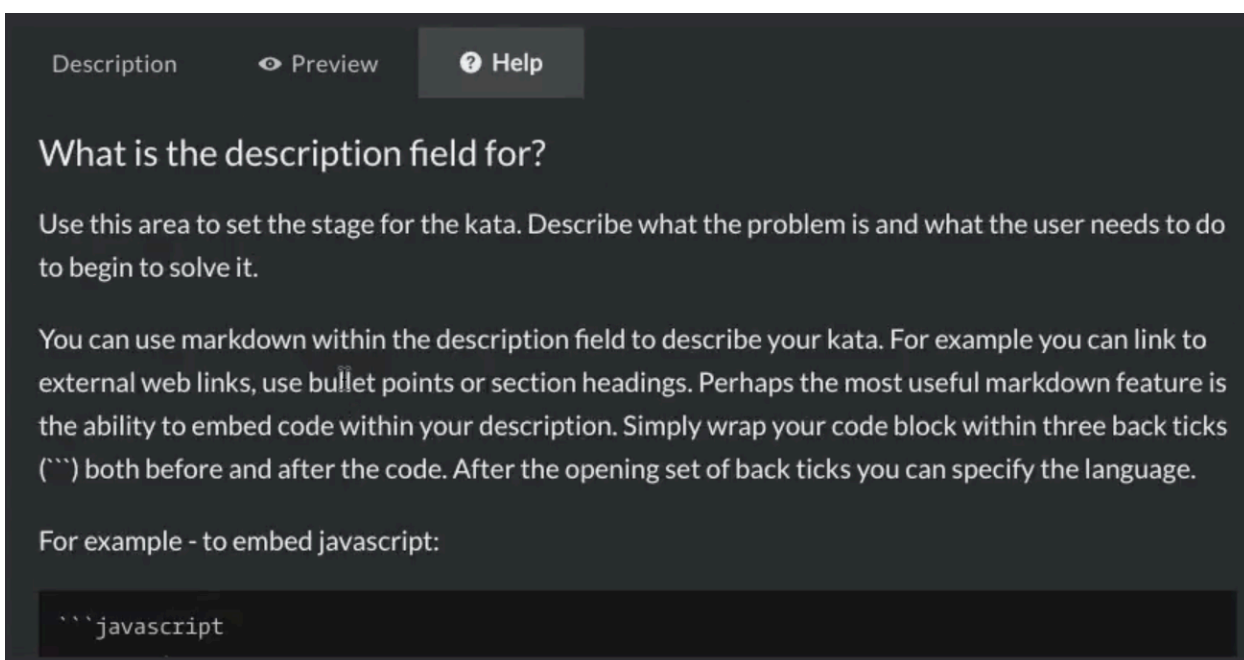 Description Preview Help
What is the description field for?
Use this area to set the stage for the kata. Describe what the problem is and what the user needs to do
to begin to solve it.
You can use markdown within the description field to describe your kata. For example you can link to
external web links, use bullet points or section headings. Perhaps the most useful markdown feature is
the ability to embed code within your description. Simply wrap your code block within three back ticks
(```) both before and after the code. After the opening set of back ticks you can specify the language.
For example - to embed javascript:
```javascript